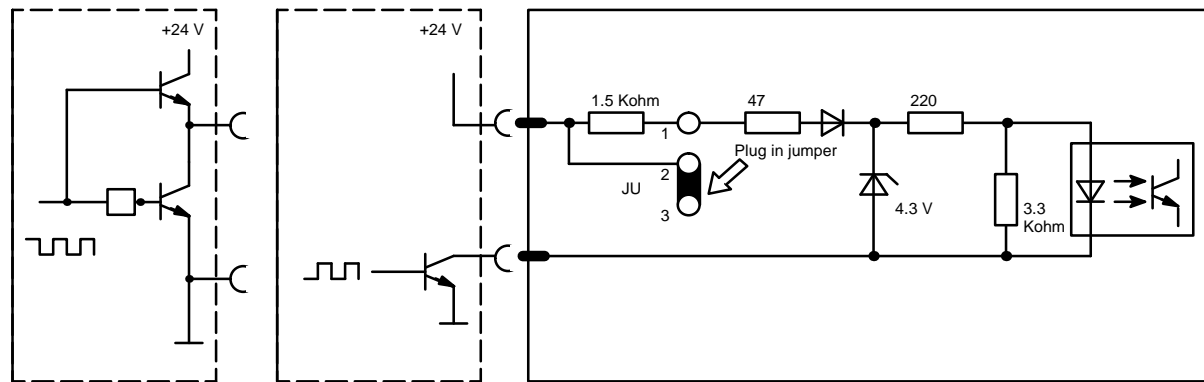 +24 V
+24 V
1.5 Kohm
47
220
1
Plug in jumper
2
JU
3
4.3 V
3.3
Kohm